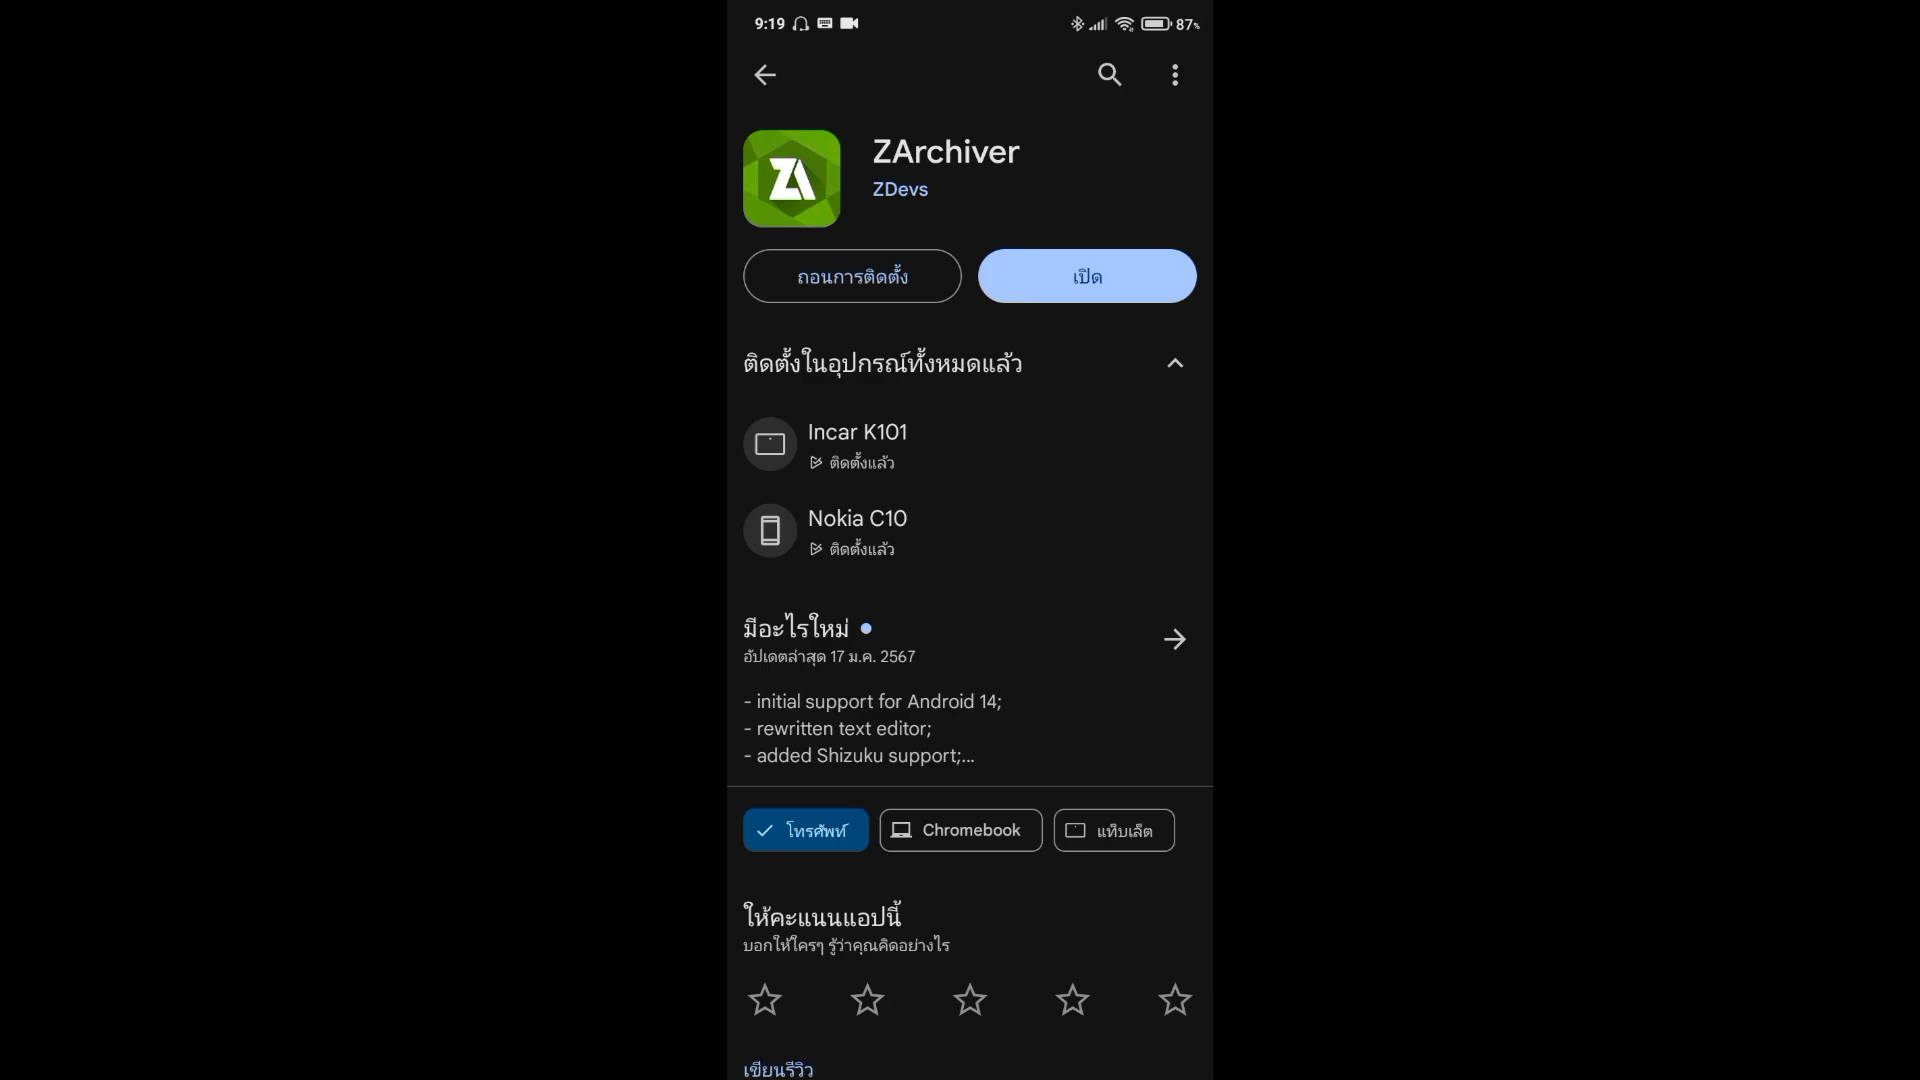 9:19
87%
ZArchiver
ZDevs
ถอนการติดตั้ง
เปิด
ติดตั้งในอุปกรณ์ทั้งหมดแล้ว
Incar K101
ติดตั้งแล้ว
Nokia C10
ติดตั้งแล้ว
มีอะไรใหม่
อัปเดตล่าสุด 17 ม.ค. 2567
- initial support for Android 14;
- rewritten text editor;
- added Shizuku support;...
โทรศัพท์
Chromebook
แท็บเล็ต
ให้คะแนนแอปนี้
บอกให้ใครๆ รู้ว่าคุณคิดอย่างไร
เขียนรีวิว